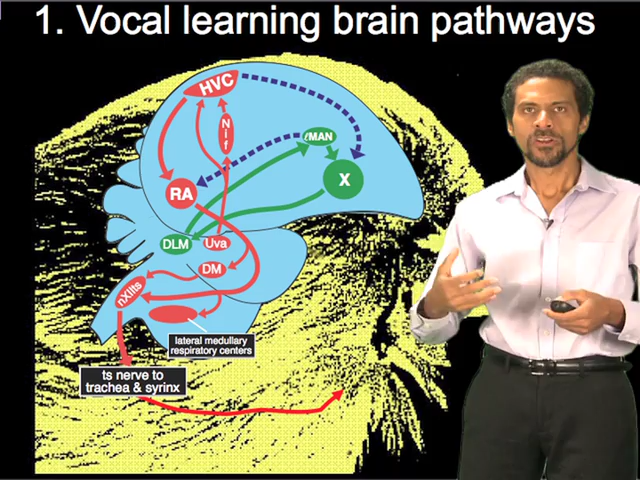 1. Vocal learning brain pathways
HVC
Nif
lMAN
X
RA
DLM
Uva
DM
nXIIts
lateral medullary
respiratory centers
ts nerve to
trachea & syrinx